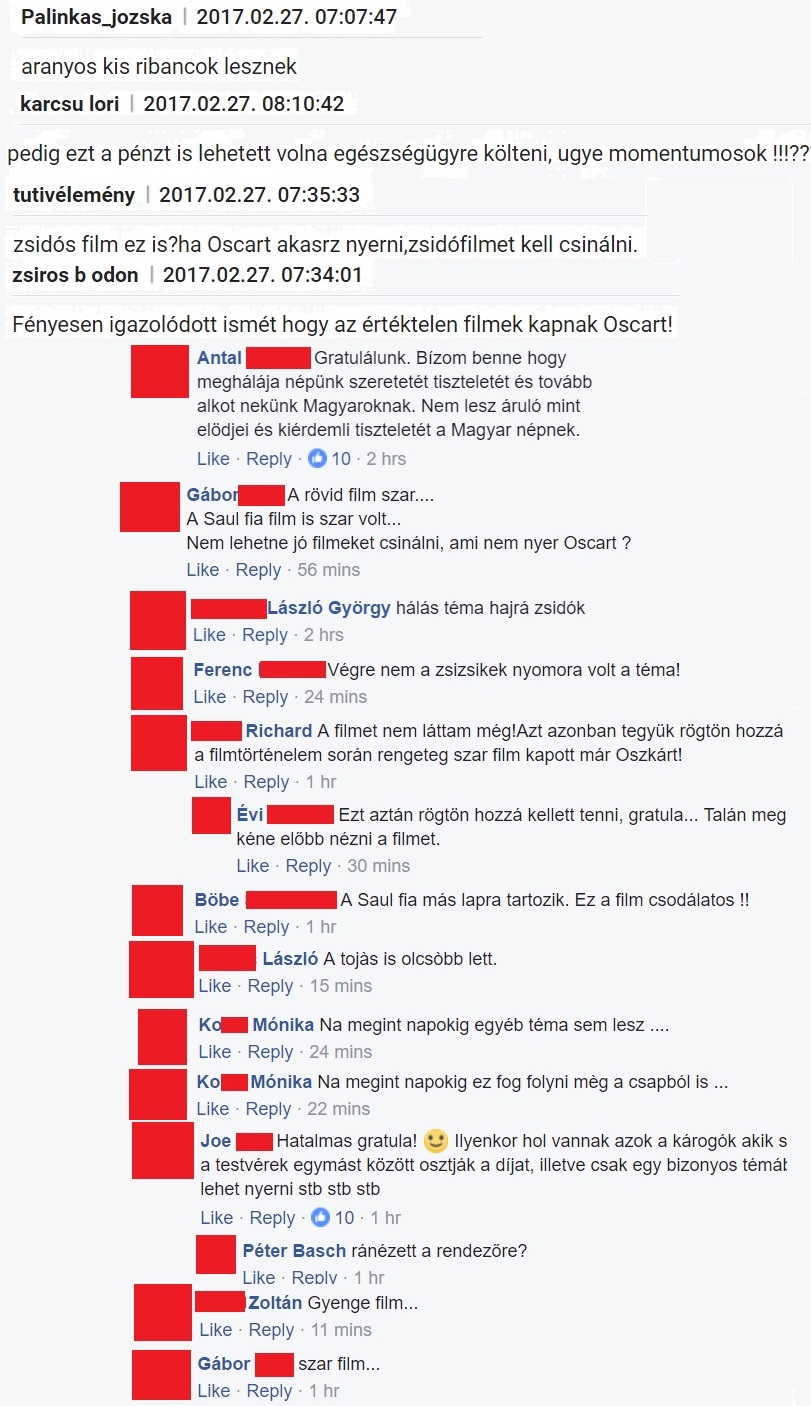 Palinkas_jozska | 2017.02.27. 07:07:47
aranyos kis ribancok lesznek
karcsu lori | 2017.02.27. 08:10:42
pedig ezt a pénzt is lehetett volna egészségügyre költeni, ugye momentumosok !!!??
tutivélemény | 2017.02.27. 07:35:33
zsidós film ez is?ha Oscart akasrz nyerni,zsidófilmet kell csinálni.
zsiros b odon | 2017.02.27. 07:34:01
Fényesen igazolódott ismét hogy az értéktelen filmek kapnak Oscart!
Antal Gratulálunk. Bízom benne hogy
meghálája népünk szeretetét tiszteletét és tovább
alkot nekünk Magyaroknak. Nem lesz áruló mint
elödjei és kiérdemli tiszteletét a Magyar népnek.
Like · Reply · 10 · 2 hrs
Gábor A rövid film szar....
A Saul fia film is szar volt...
Nem lehetne jó filmeket csinálni, ami nem nyer Oscart ?
Like · Reply · 56 mins
László György hálás téma hajrá zsidók
Like · Reply · 2 hrs
Ferenc Végre nem a zsizsikek nyomora volt a téma!
Like · Reply · 24 mins
Richard A filmet nem láttam még!Azt azonban tegyük rögtön hozzá
a filmtörténelem során rengeteg szar film kapott már Oszkárt!
Like · Reply · 1 hr
Évi Ezt aztán rögtön hozzá kellett tenni, gratula... Talán meg
kéne előbb nézni a filmet.
Like · Reply · 30 mins
Böbe A Saul fia más lapra tartozik. Ez a film csodálatos !!
Like · Reply · 1 hr
László A tojàs is olcsòbb lett.
Like · Reply · 15 mins
Ko Mónika Na megint napokig egyéb téma sem lesz ....
Like · Reply · 24 mins
Ko Mónika Na megint napokig ez fog folyni mèg a csapból is ...
Like · Reply · 22 mins
Joe Hatalmas gratula! 🙂 Ilyenkor hol vannak azok a károgók akik s
a testvérek egymást között osztják a díjat, illetve csak egy bizonyos témáb
lehet nyerni stb stb stb
Like · Reply · 10 · 1 hr
Péter Basch ránézett a rendezőre?
Like · Reply · 1 hr
Zoltán Gyenge film...
Like · Reply · 11 mins
Gábor szar film...
Like · Reply · 1 hr